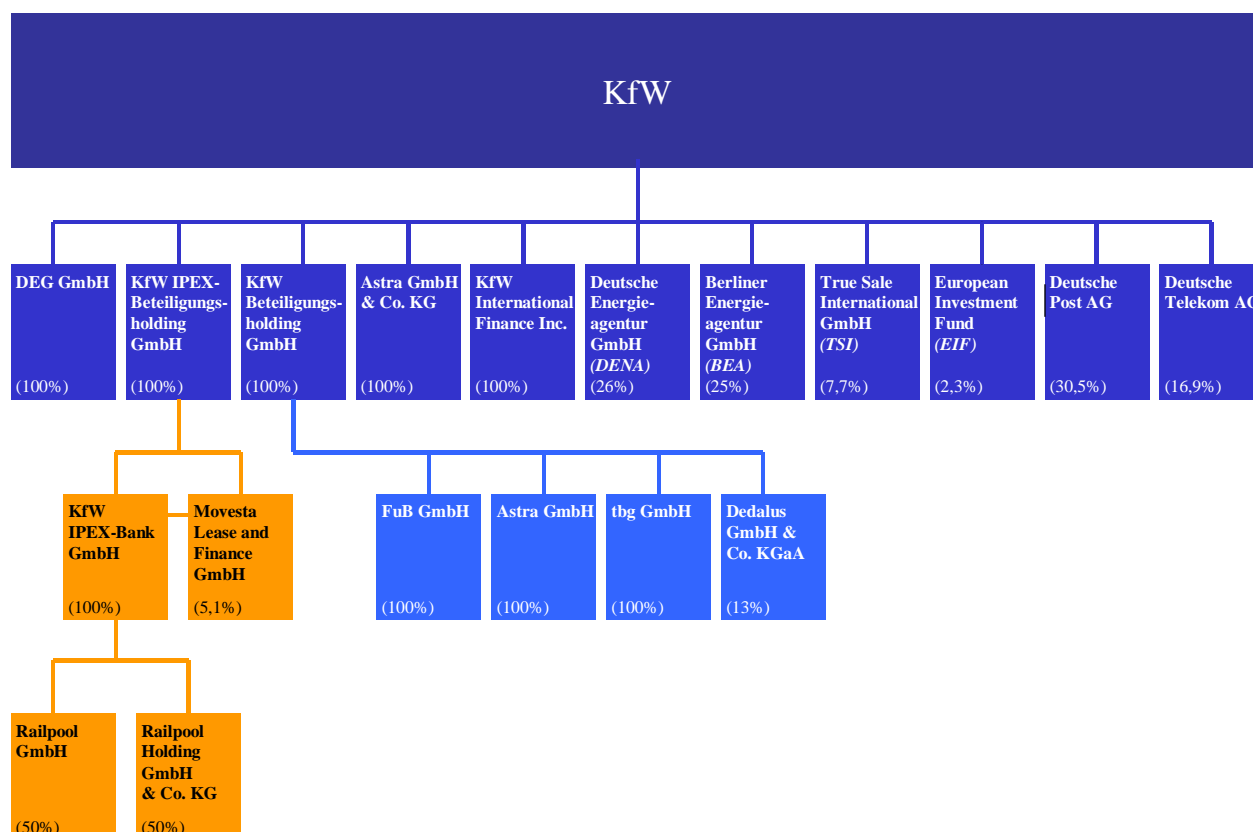 KfW
DEG GmbH
(100%)
KfW IPEX-
Beteiligungs-
holding
GmbH
(100%)
KfW
Beteiligungs-
holding
GmbH
(100%)
Astra GmbH
& Co. KG
(100%)
KfW
International
Finance Inc.
(100%)
Deutsche
Energie-
agentur
GmbH
(DENA)
(26%)
Berliner
Energie-
agentur
GmbH
(BEA)
(25%)
True Sale
International
GmbH
(TSI)
(7,7%)
European
Investment
Fund
(EIF)
(2,3%)
Deutsche
Post AG
(30,5%)
Deutsche
Telekom AG
(16,9%)
KfW
IPEX-Bank
GmbH
(100%)
Movesta
Lease and
Finance
GmbH
(5,1%)
FuB GmbH
(100%)
Astra GmbH
(100%)
tbg GmbH
(100%)
Dedalus
GmbH &
Co. KGaA
(13%)
Railpool
GmbH
(50%)
Railpool
Holding
GmbH
& Co. KG
(50%)